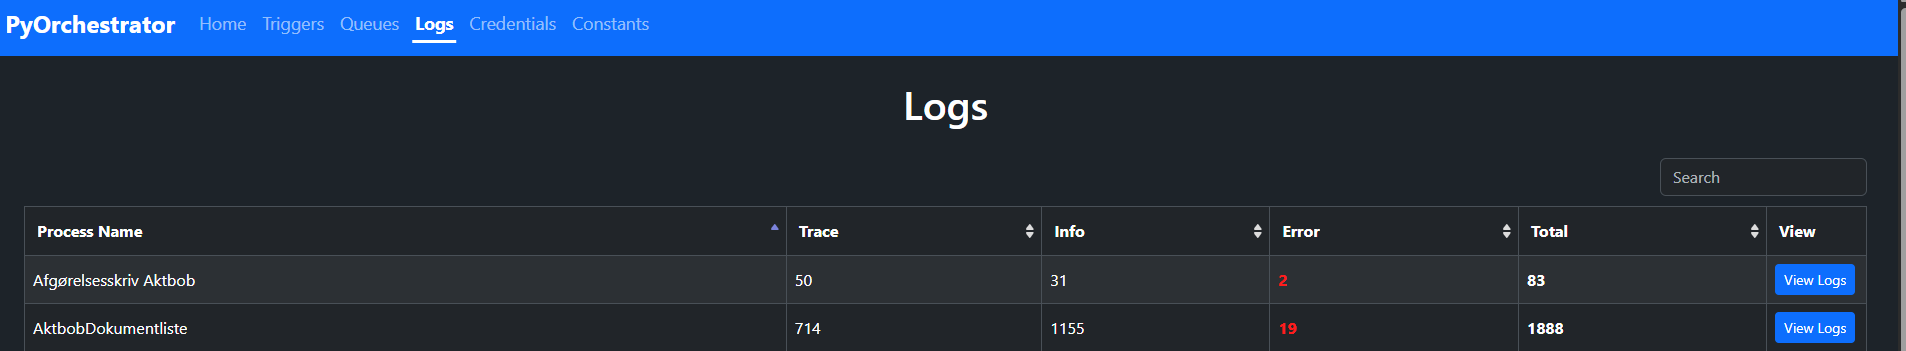 PyOrchestrator Home Triggers Queues Logs Credentials Constants
Logs
Search
Process Name Trace Info Error Total View
Afgørelsesskriv Aktbob 50 31 2 83 View Logs
AktbobDokumentliste 714 1155 19 1888 View Logs